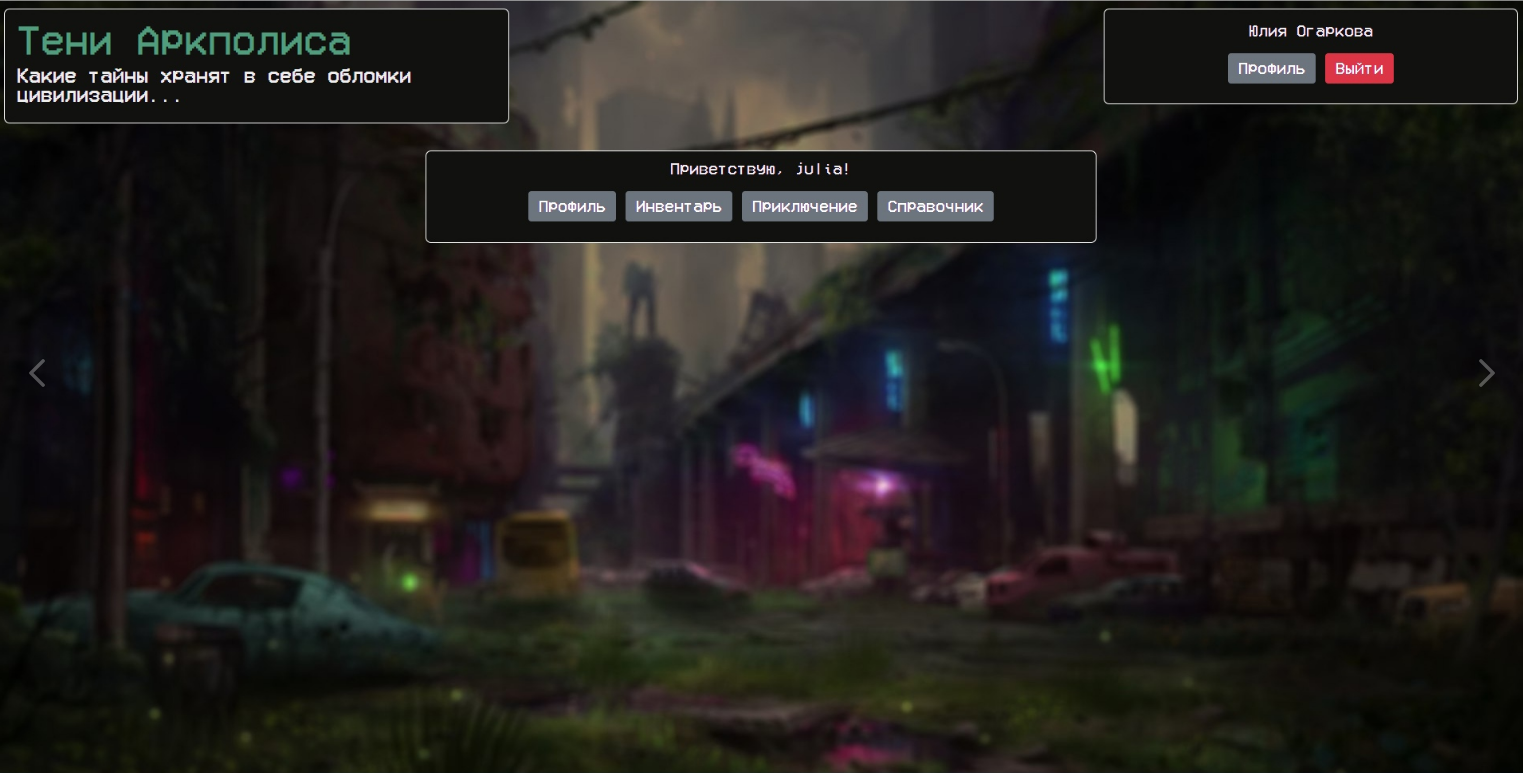 Тени Аркполиса
Какие тайны хранят в себе обломки
цивилизации...
Юлия Огаркова
Профиль Выйти
Приветствую, julia!
Профиль Инвентарь Приключение Справочник